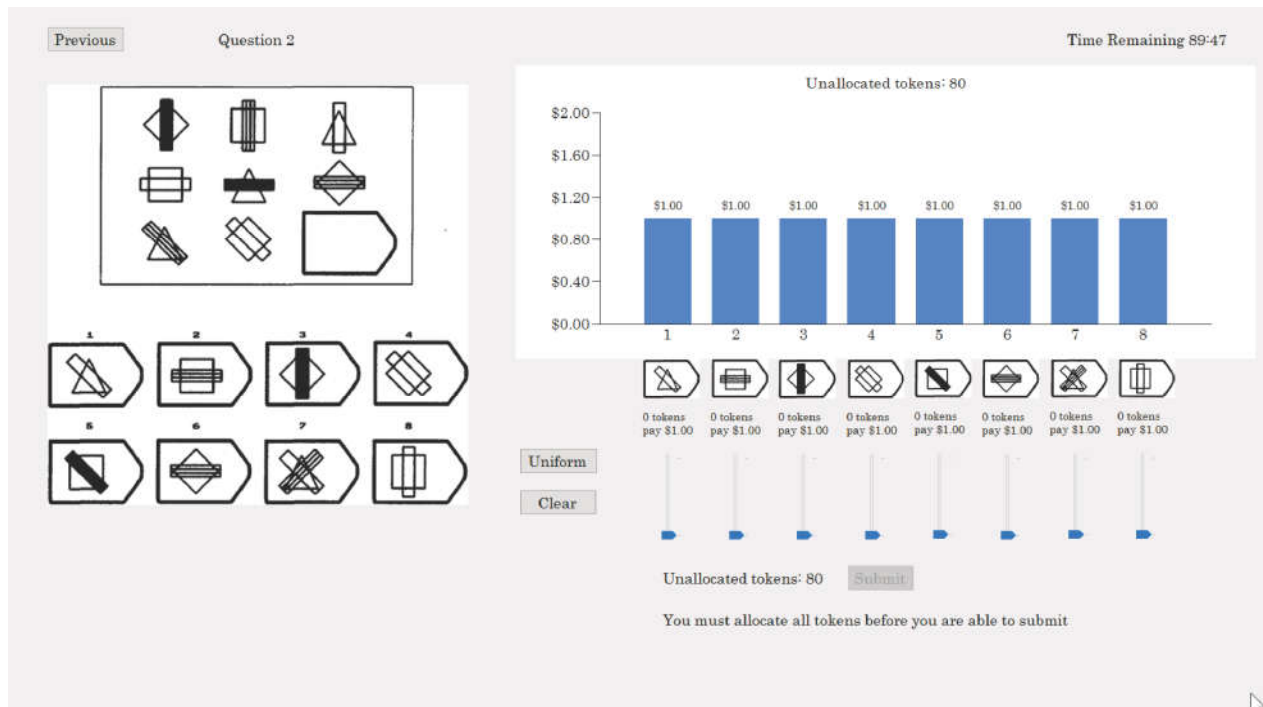 Previous
Question 2
Time Remaining 89:47
Unallocated tokens: 80
$2.00
$1.60
$1.20
$0.80
$0.40
$0.00
$1.00 $1.00 $1.00 $1.00 $1.00 $1.00 $1.00 $1.00
1 2 3 4 5 6 7 8
1 2 3 4
5 6 7 8
0 tokens 0 tokens 0 tokens 0 tokens 0 tokens 0 tokens 0 tokens 0 tokens
pay $1.00 pay $1.00 pay $1.00 pay $1.00 pay $1.00 pay $1.00 pay $1.00 pay $1.00
Uniform
Clear
Unallocated tokens: 80
Submit
You must allocate all tokens before you are able to submit